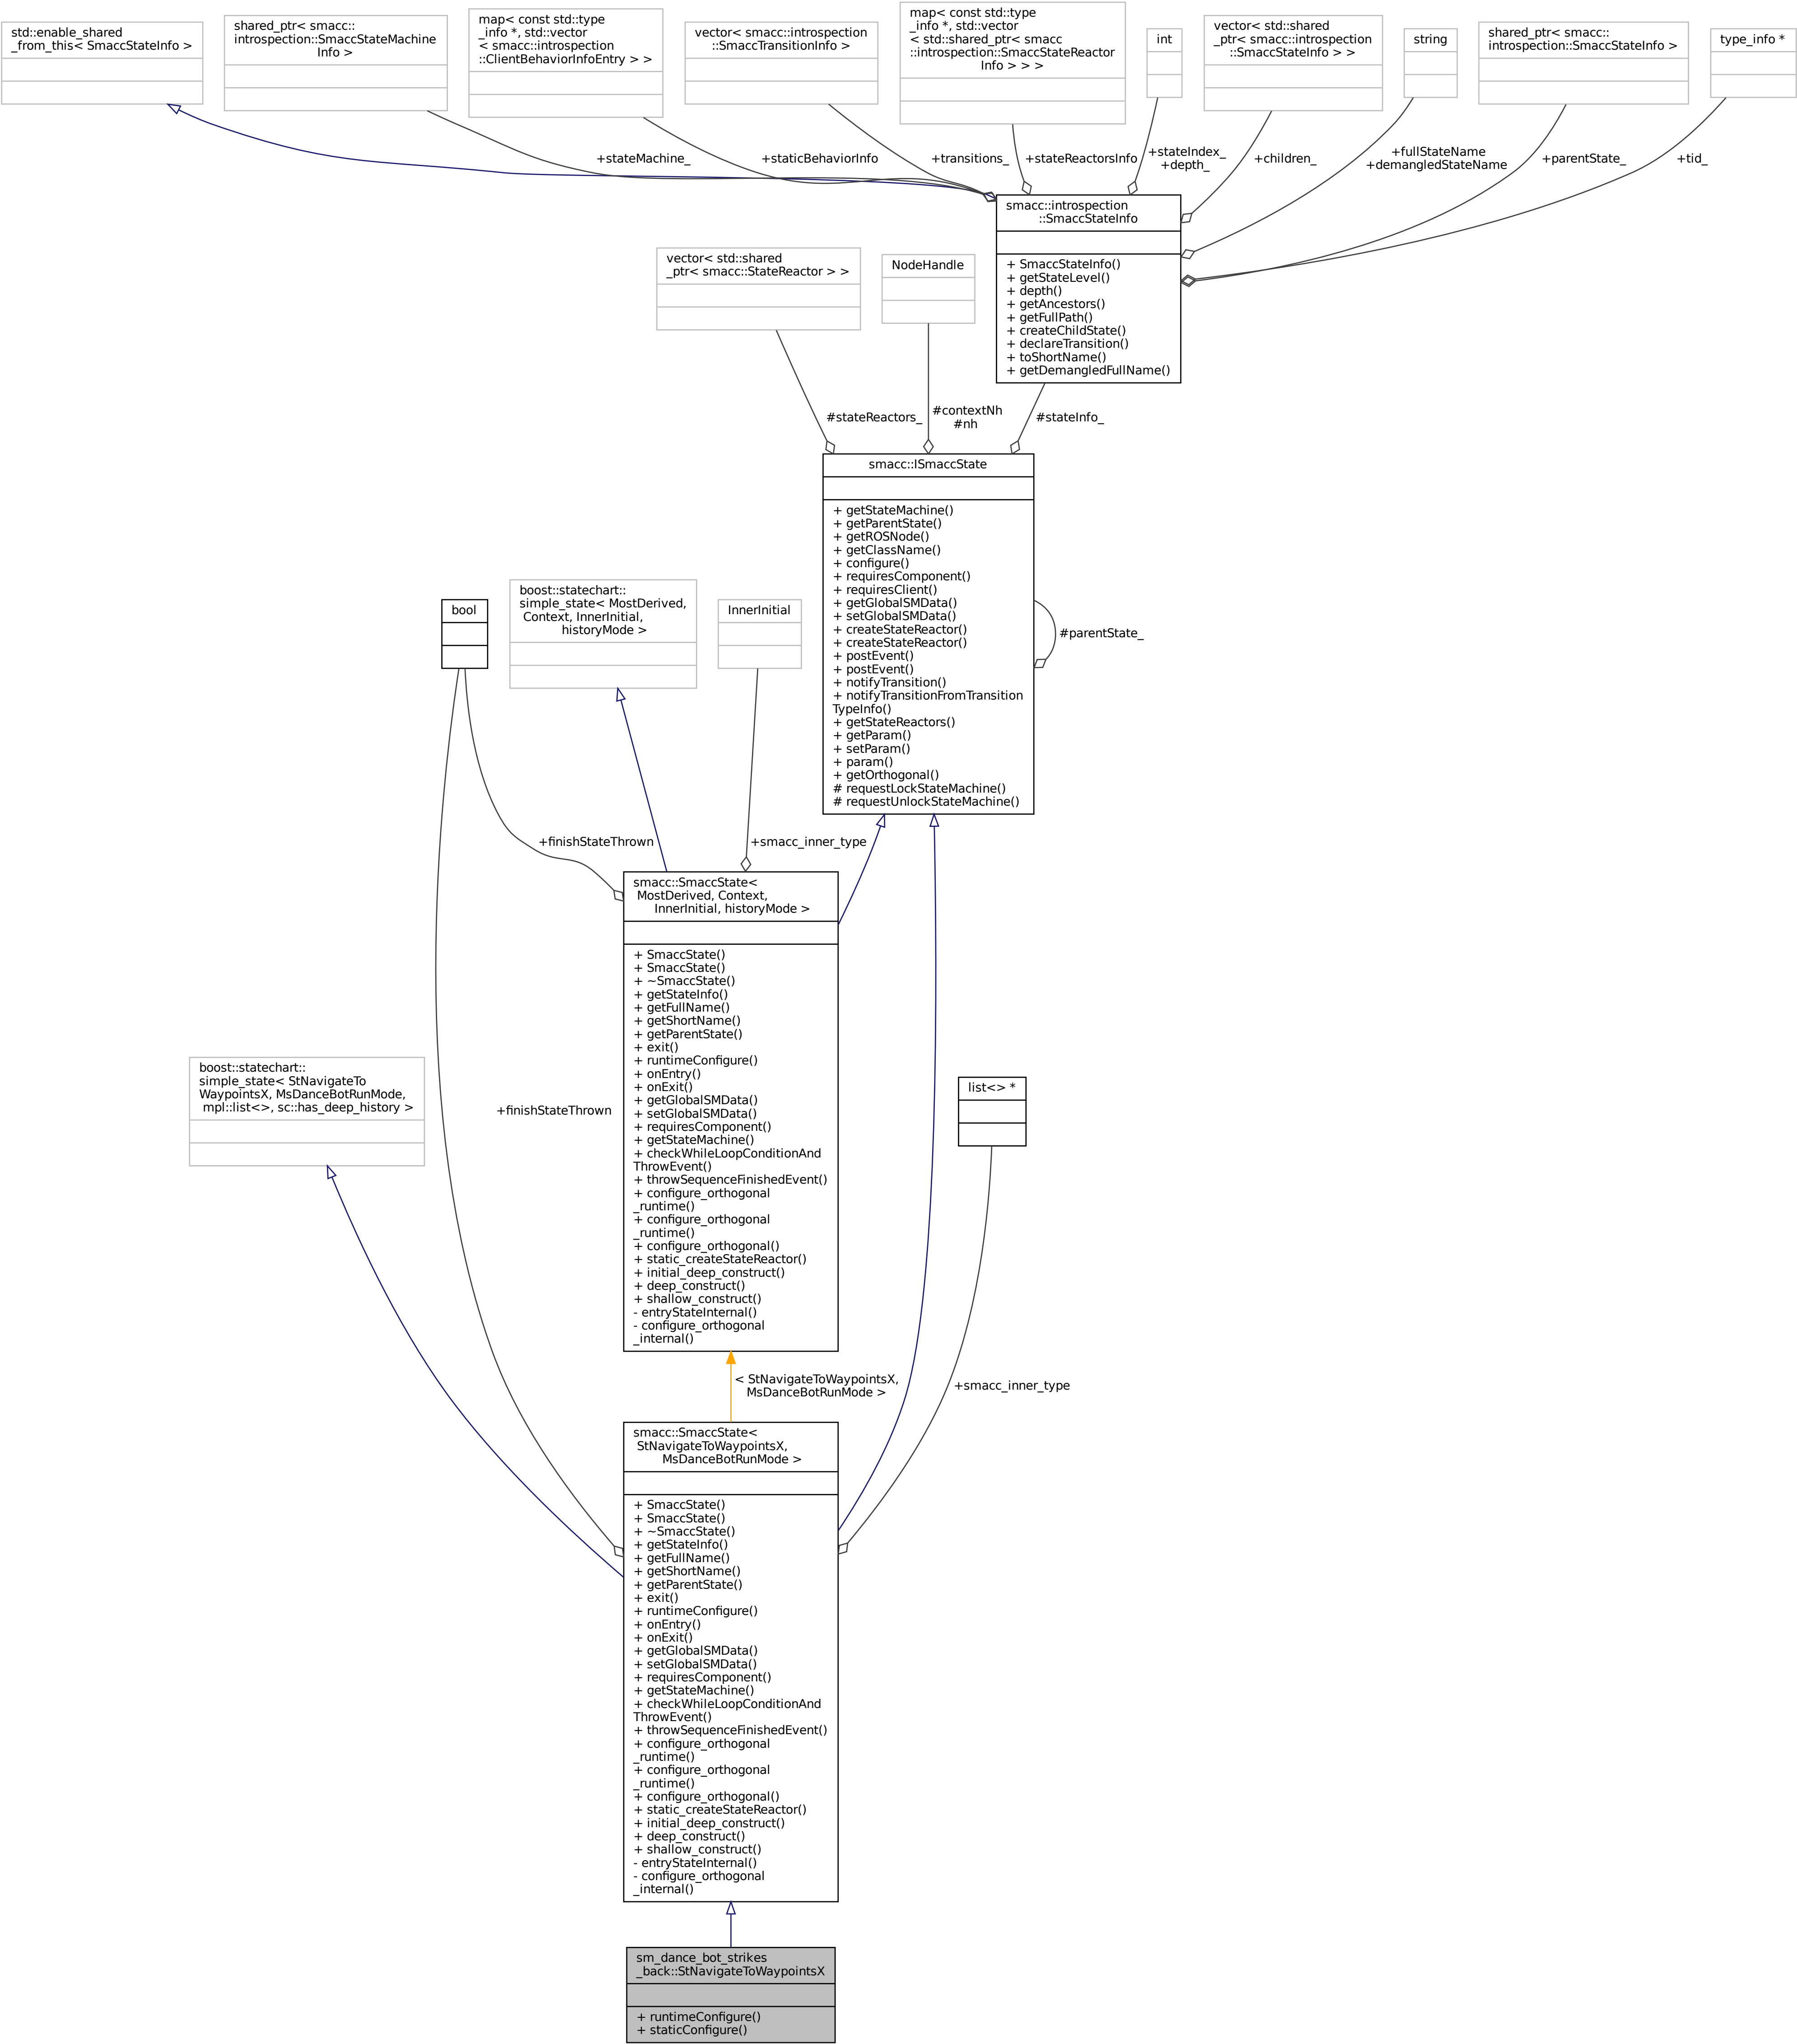 std::enable_shared
_from_this< SmaccStateInfo >
shared_ptr< smacc::
introspection::SmaccStateMachine
Info >
map< const std::type
_info *, std::vector
< smacc::introspection
::ClientBehaviorInfoEntry > >
vector< smacc::introspection
::SmaccTransitionInfo >
map< const std::type
_info *, std::vector
< std::shared_ptr< smacc
::introspection::SmaccStateReactor
Info > > >
int
vector< std::shared
_ptr< smacc::introspection
::SmaccStateInfo > >
string
shared_ptr< smacc::
introspection::SmaccStateInfo >
type_info *
+stateMachine_
+staticBehaviorInfo
+transitions_
+stateReactorsInfo
+stateIndex_
+depth_
+children_
+fullStateName
+demangledStateName
+parentState_
+tid_
smacc::introspection
::SmaccStateInfo
+ SmaccStateInfo()
+ getStateLevel()
+ depth()
+ getAncestors()
+ getFullPath()
+ createChildState()
+ declareTransition()
+ toShortName()
+ getDemangledFullName()
vector< std::shared
_ptr< smacc::StateReactor > >
NodeHandle
#stateReactors_
#contextNh
#nh
#stateInfo_
smacc::ISmaccState
+ getStateMachine()
+ getParentState()
+ getROSNode()
+ getClassName()
+ configure()
+ requiresComponent()
+ requiresClient()
+ getGlobalSMData()
+ setGlobalSMData()
+ createStateReactor()
+ createStateReactor()
+ postEvent()
+ postEvent()
+ notifyTransition()
+ notifyTransitionFromTransition
TypeInfo()
+ getStateReactors()
+ getParam()
+ setParam()
+ param()
+ getOrthogonal()
# requestLockStateMachine()
# requestUnlockStateMachine()
#parentState_
bool
boost::statechart::
simple_state< MostDerived,
Context, InnerInitial,
historyMode >
InnerInitial
+finishStateThrown
+smacc_inner_type
smacc::SmaccState<
MostDerived, Context,
InnerInitial, historyMode >
+ SmaccState()
+ SmaccState()
+ ~SmaccState()
+ getStateInfo()
+ getFullName()
+ getShortName()
+ getParentState()
+ exit()
+ runtimeConfigure()
+ onEntry()
+ onExit()
+ getGlobalSMData()
+ setGlobalSMData()
+ requiresComponent()
+ getStateMachine()
+ checkWhileLoopConditionAnd
ThrowEvent()
+ throwSequenceFinishedEvent()
+ configure_orthogonal
_runtime()
+ configure_orthogonal
_runtime()
+ configure_orthogonal()
+ static_createStateReactor()
+ initial_deep_construct()
+ deep_construct()
+ shallow_construct()
- entryStateInternal()
- configure_orthogonal
_internal()
boost::statechart::
simple_state< StNavigateTo
WaypointsX, MsDanceBotRunMode,
mpl::list<>, sc::has_deep_history >
+finishStateThrown
list<> *
< StNavigateToWaypointsX,
MsDanceBotRunMode >
+smacc_inner_type
smacc::SmaccState<
StNavigateToWaypointsX,
MsDanceBotRunMode >
+ SmaccState()
+ SmaccState()
+ ~SmaccState()
+ getStateInfo()
+ getFullName()
+ getShortName()
+ getParentState()
+ exit()
+ runtimeConfigure()
+ onEntry()
+ onExit()
+ getGlobalSMData()
+ setGlobalSMData()
+ requiresComponent()
+ getStateMachine()
+ checkWhileLoopConditionAnd
ThrowEvent()
+ throwSequenceFinishedEvent()
+ configure_orthogonal
_runtime()
+ configure_orthogonal
_runtime()
+ configure_orthogonal()
+ static_createStateReactor()
+ initial_deep_construct()
+ deep_construct()
+ shallow_construct()
- entryStateInternal()
- configure_orthogonal
_internal()
sm_dance_bot_strikes
_back::StNavigateToWaypointsX
+ runtimeConfigure()
+ staticConfigure()